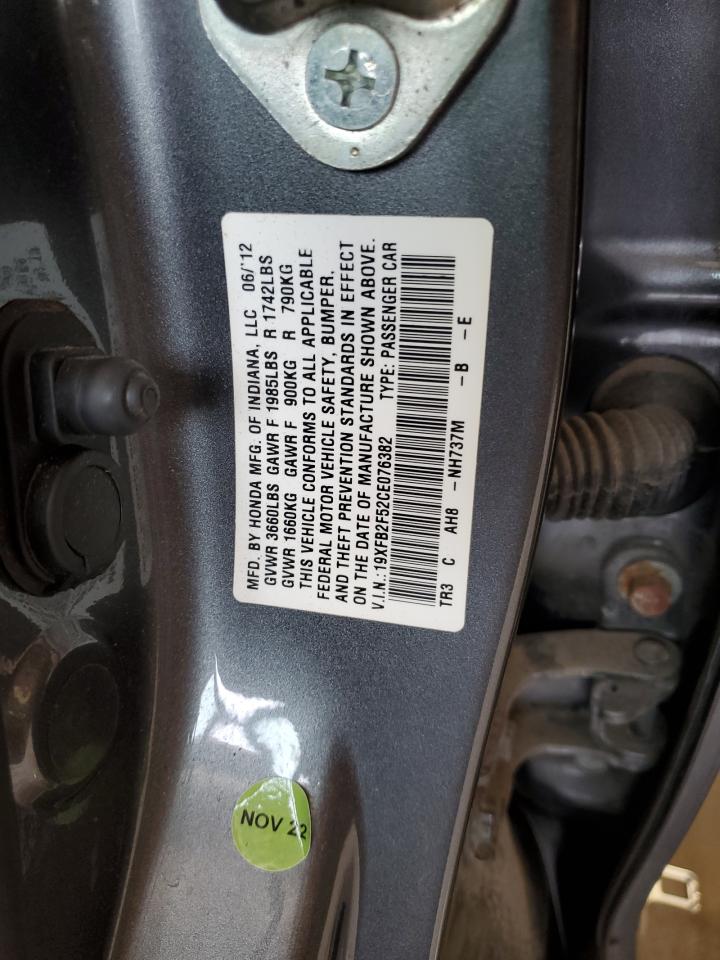 MFD. BY HONDA MFG. OF INDIANA, LLC 06/'12
GVWR 3660LBS GAWR F 1985LBS R 1742LBS
GVWR 1660KG GAWR F 900KG R 790KG
THIS VEHICLE CONFORMS TO ALL APPLICABLE
FEDERAL MOTOR VEHICLE SAFETY, BUMPER,
AND THEFT PREVENTION STANDARDS IN EFFECT
ON THE DATE OF MANUFACTURE SHOWN ABOVE.
V.I.N.:19XFB2F52CE076382 TYPE: PASSENGER CAR
TR3 C AH8 -NH737M -B -E
NOV 22